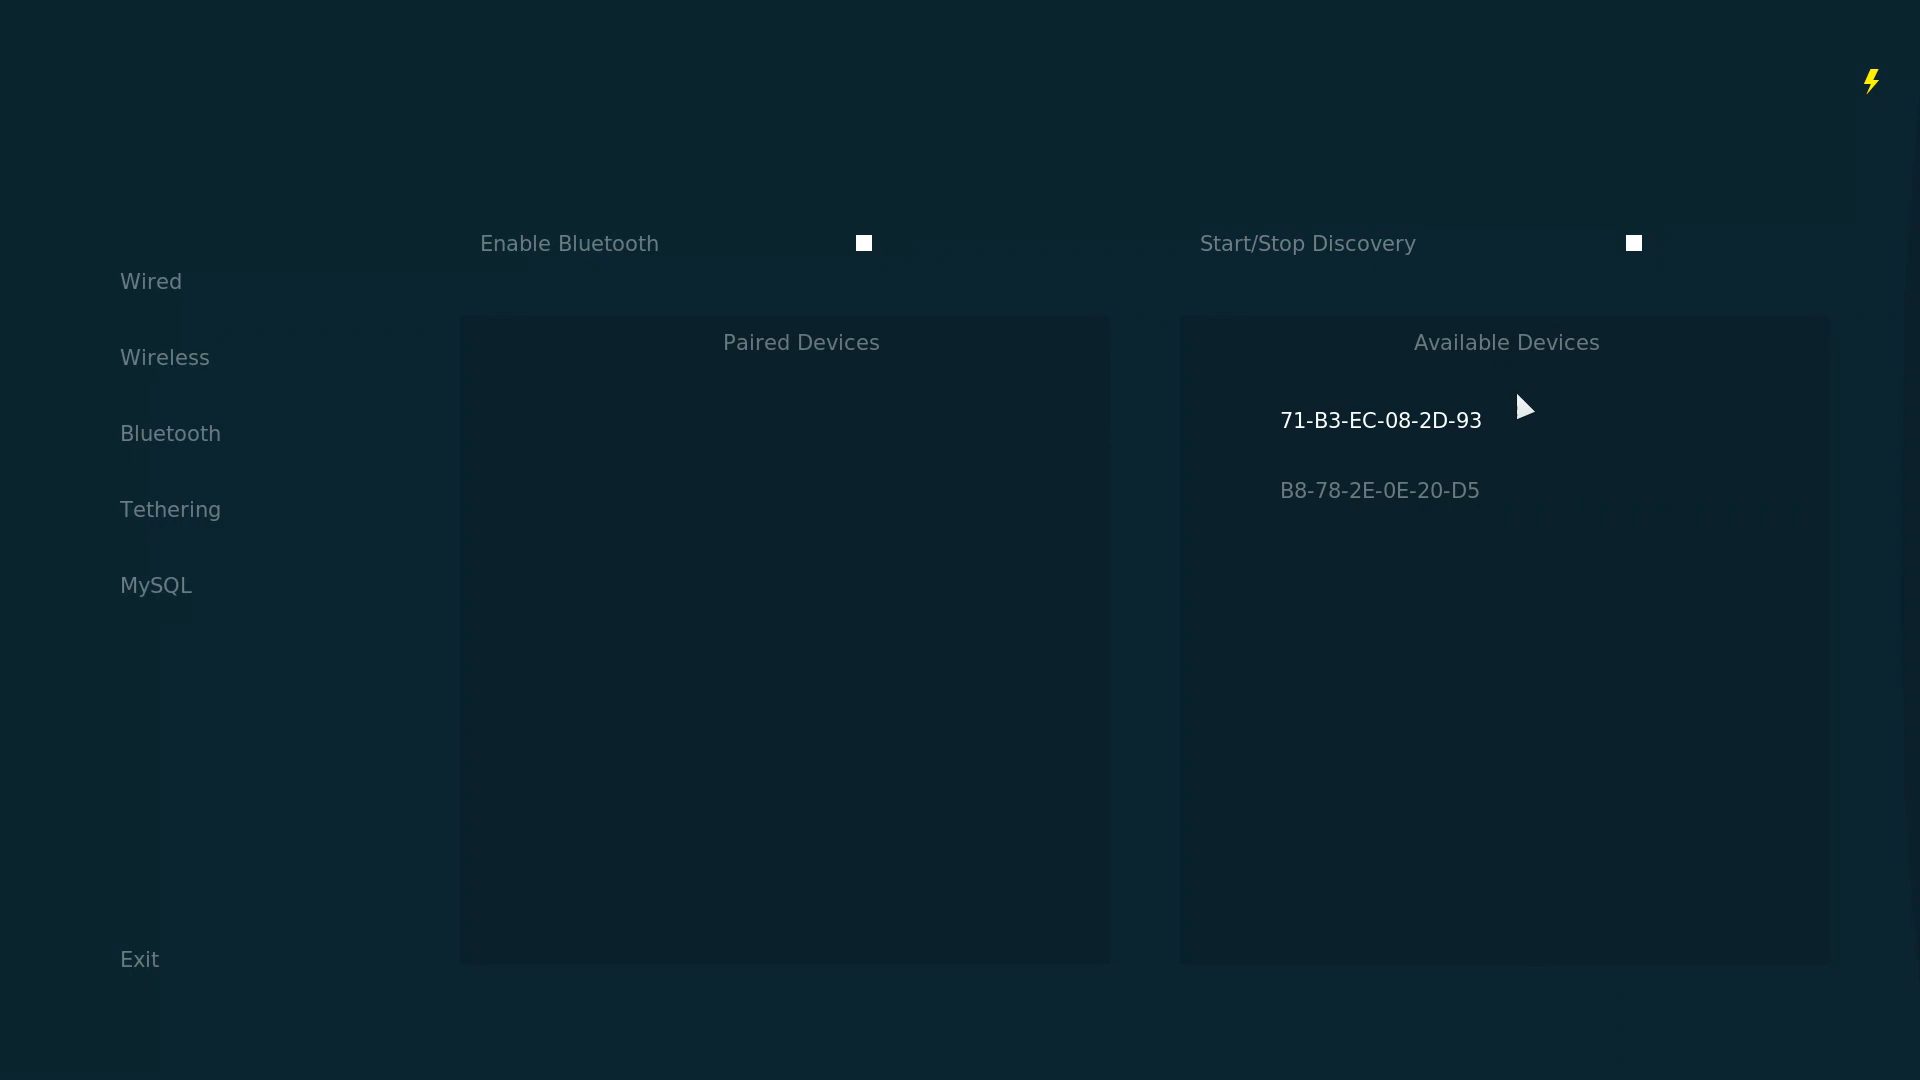 Enable Bluetooth
Start/Stop Discovery
Wired
Wireless
Bluetooth
Tethering
MySQL
Exit
Paired Devices
Available Devices
71-B3-EC-08-2D-93
B8-78-2E-0E-20-D5